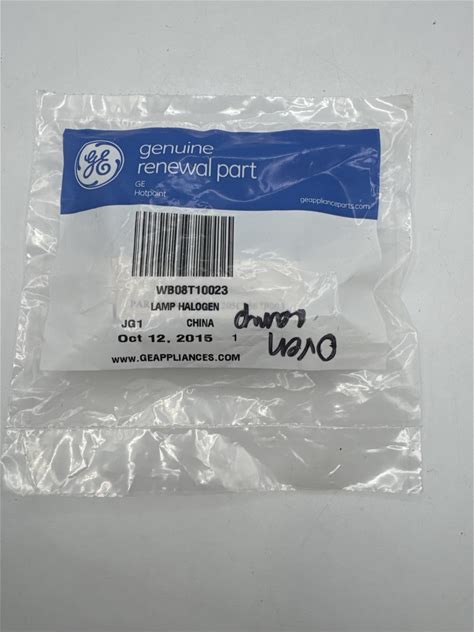 GE
genuine
renewal part
GE
Hotpoint
geapplianceparts.com
WB08T10023
LAMP HALOGEN
JG1 CHINA
Oct 12, 2015 1
WWW.GEAPPLIANCES.COM
Oven
Lamp